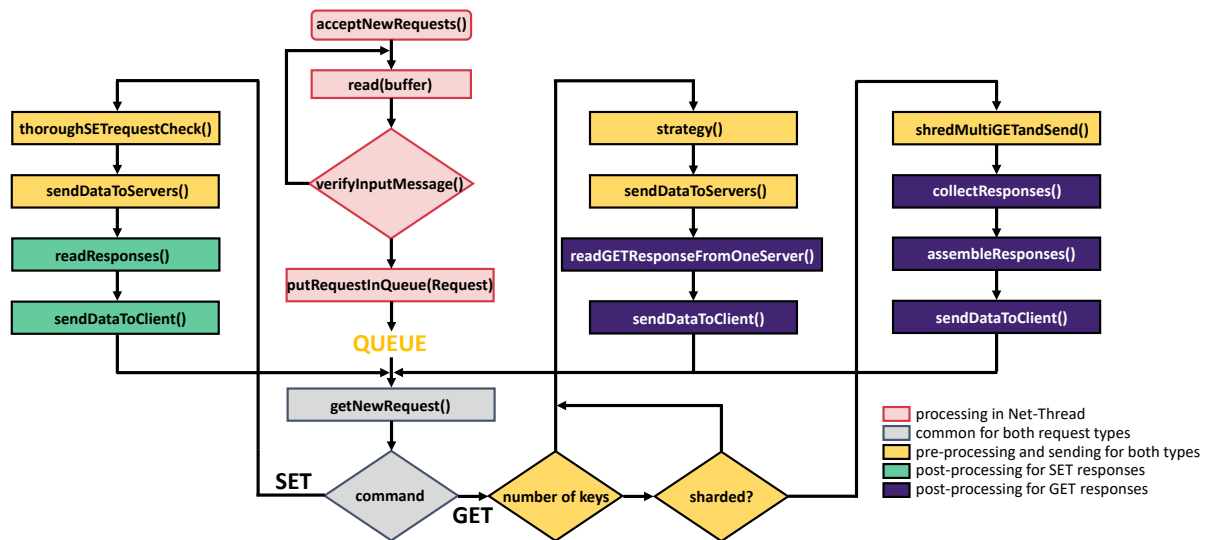 acceptNewRequests()
read(buffer)
verifyInputMessage()
putRequestInQueue(Request)
QUEUE
thoroughSETrequestCheck()
sendDataToServers()
readResponses()
sendDataToClient()
strategy()
sendDataToServers()
readGETResponseFromOneServer()
sendDataToClient()
shredMultiGETandSend()
collectResponses()
assembleResponses()
sendDataToClient()
getNewRequest()
SET
command
GET
number of keys
sharded?
processing in Net-Thread
common for both request types
pre-processing and sending for both types
post-processing for SET responses
post-processing for GET responses